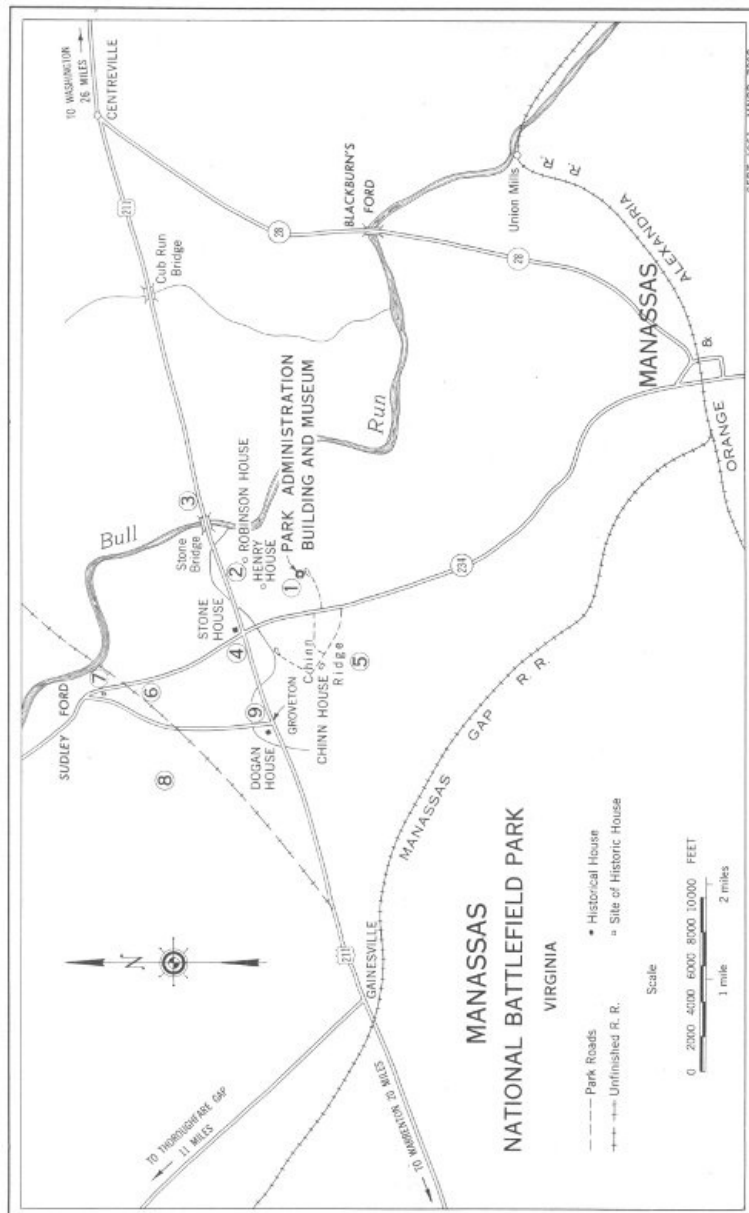 TO WASHINGTON
26 MILES
CENTREVILLE
211
Cub Run
Bridge
28
BLACKBURN'S
FORD
Union Mills
R. R.
ALEXANDRIA
28
MANASSAS
&
ORANGE
Run
PARK ADMINISTRATION
BUILDING AND MUSEUM
3
Bull
Stone
Bridge
2
ROBINSON HOUSE
HENRY
HOUSE
1
STONE
HOUSE
4
234
Chinn
Ridge
5
CHINN HOUSE
7
6
SUDLEY FORD
9
GROVETON
DOGAN
HOUSE
8
MANASSAS GAP R. R.
N
211
GAINESVILLE
TO THOROUGHFARE GAP
11 MILES
TO WARRENTON 20 MILES
MANASSAS
NATIONAL BATTLEFIELD PARK
VIRGINIA
Park Roads
Historical House
Unfinished R. R.
Site of Historic House
Scale
0 2000 4000 6000 8000 10000 FEET
1 mile 2 miles